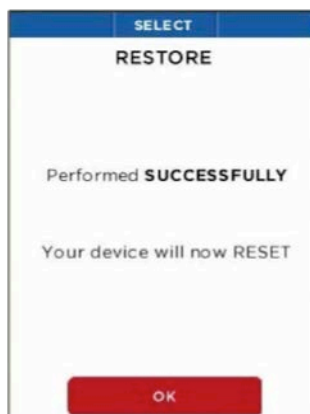 SELECT
RESTORE
Performed SUCCESSFULLY
Your device will now RESET
OK